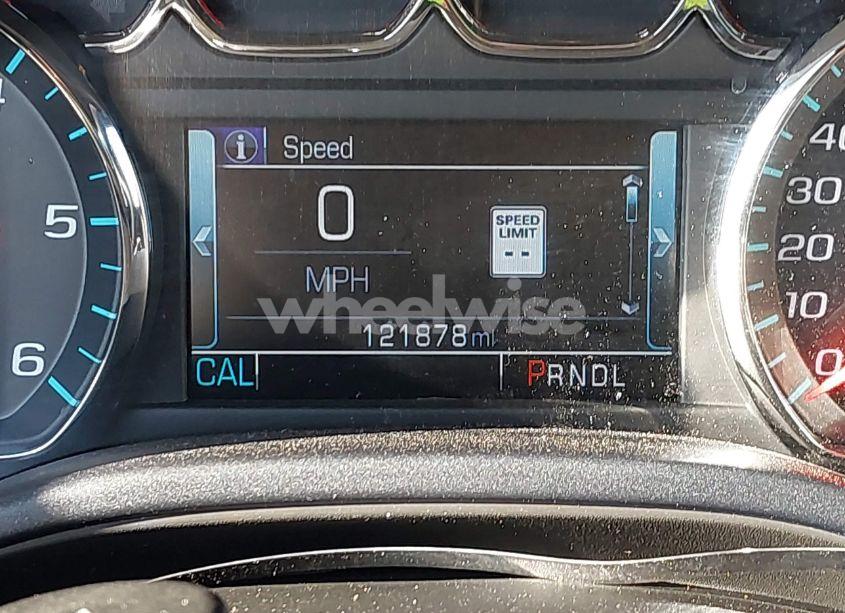 Speed
0
MPH
SPEED
LIMIT
--
wheelwise
121878 mi
CAL
PRNDL
5
6
40
30
20
10
0